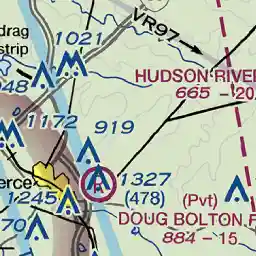 drag
strip
1021
VR97
HUDSON RIVER
048
665 - 20
1172
919
erce
1327
1245
(478)
(Pvt)
DOUG BOLTON F
884 - 15
70
R